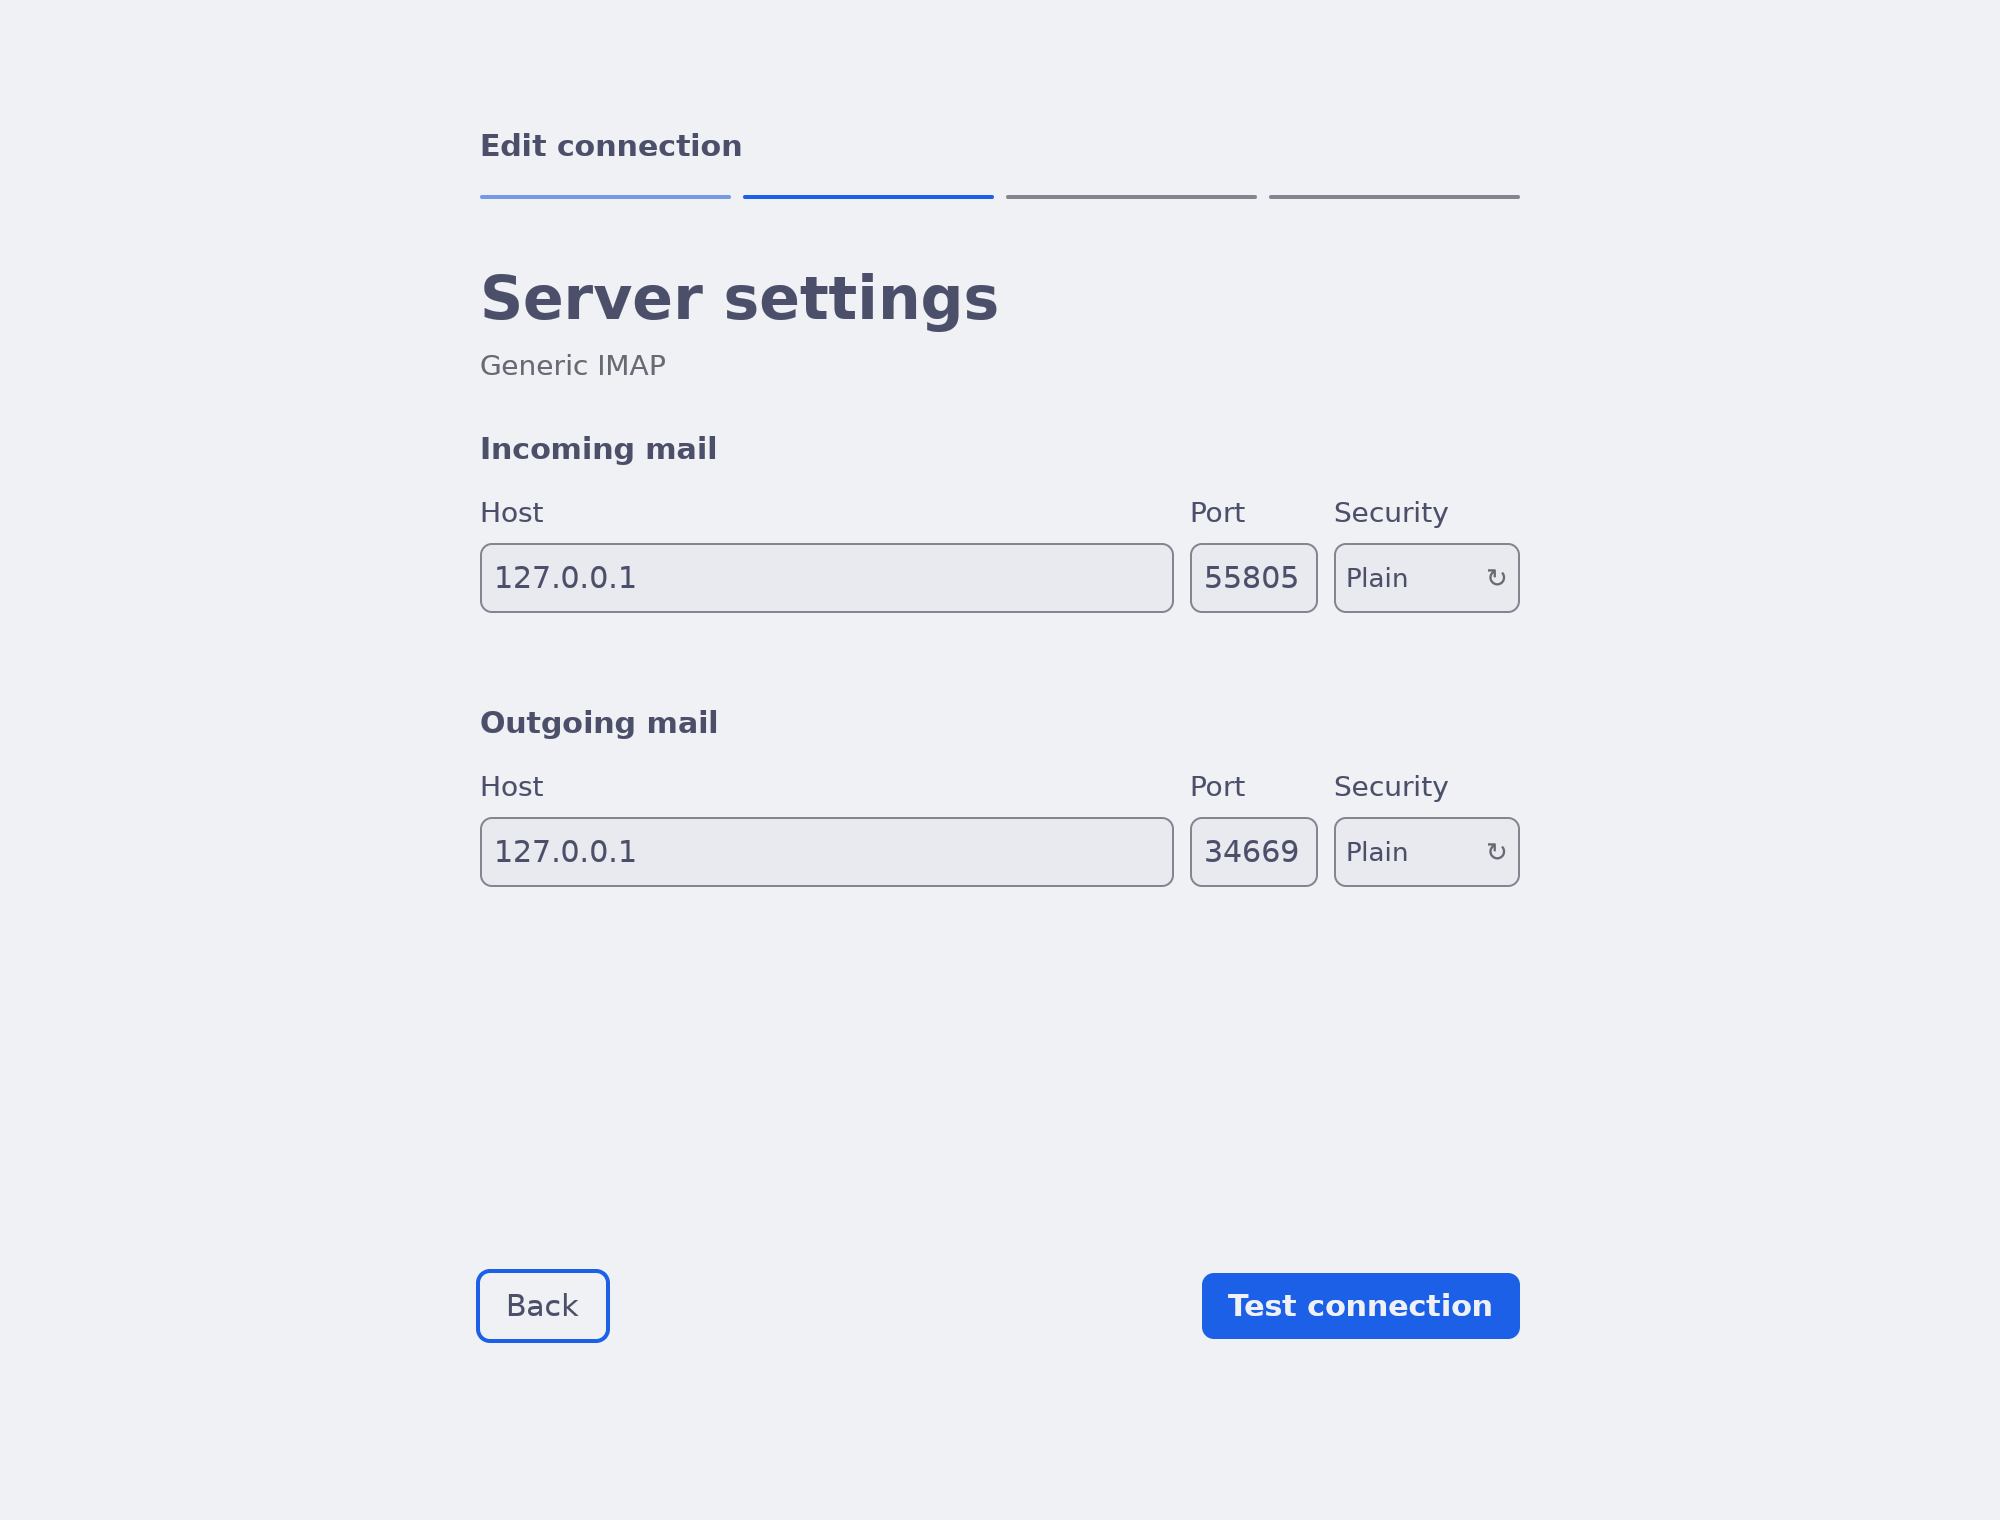 Edit connection
Server settings
Generic IMAP
Incoming mail
Host Port Security
127.0.0.1 55805 Plain ↻
Outgoing mail
Host Port Security
127.0.0.1 34669 Plain ↻
Back Test connection